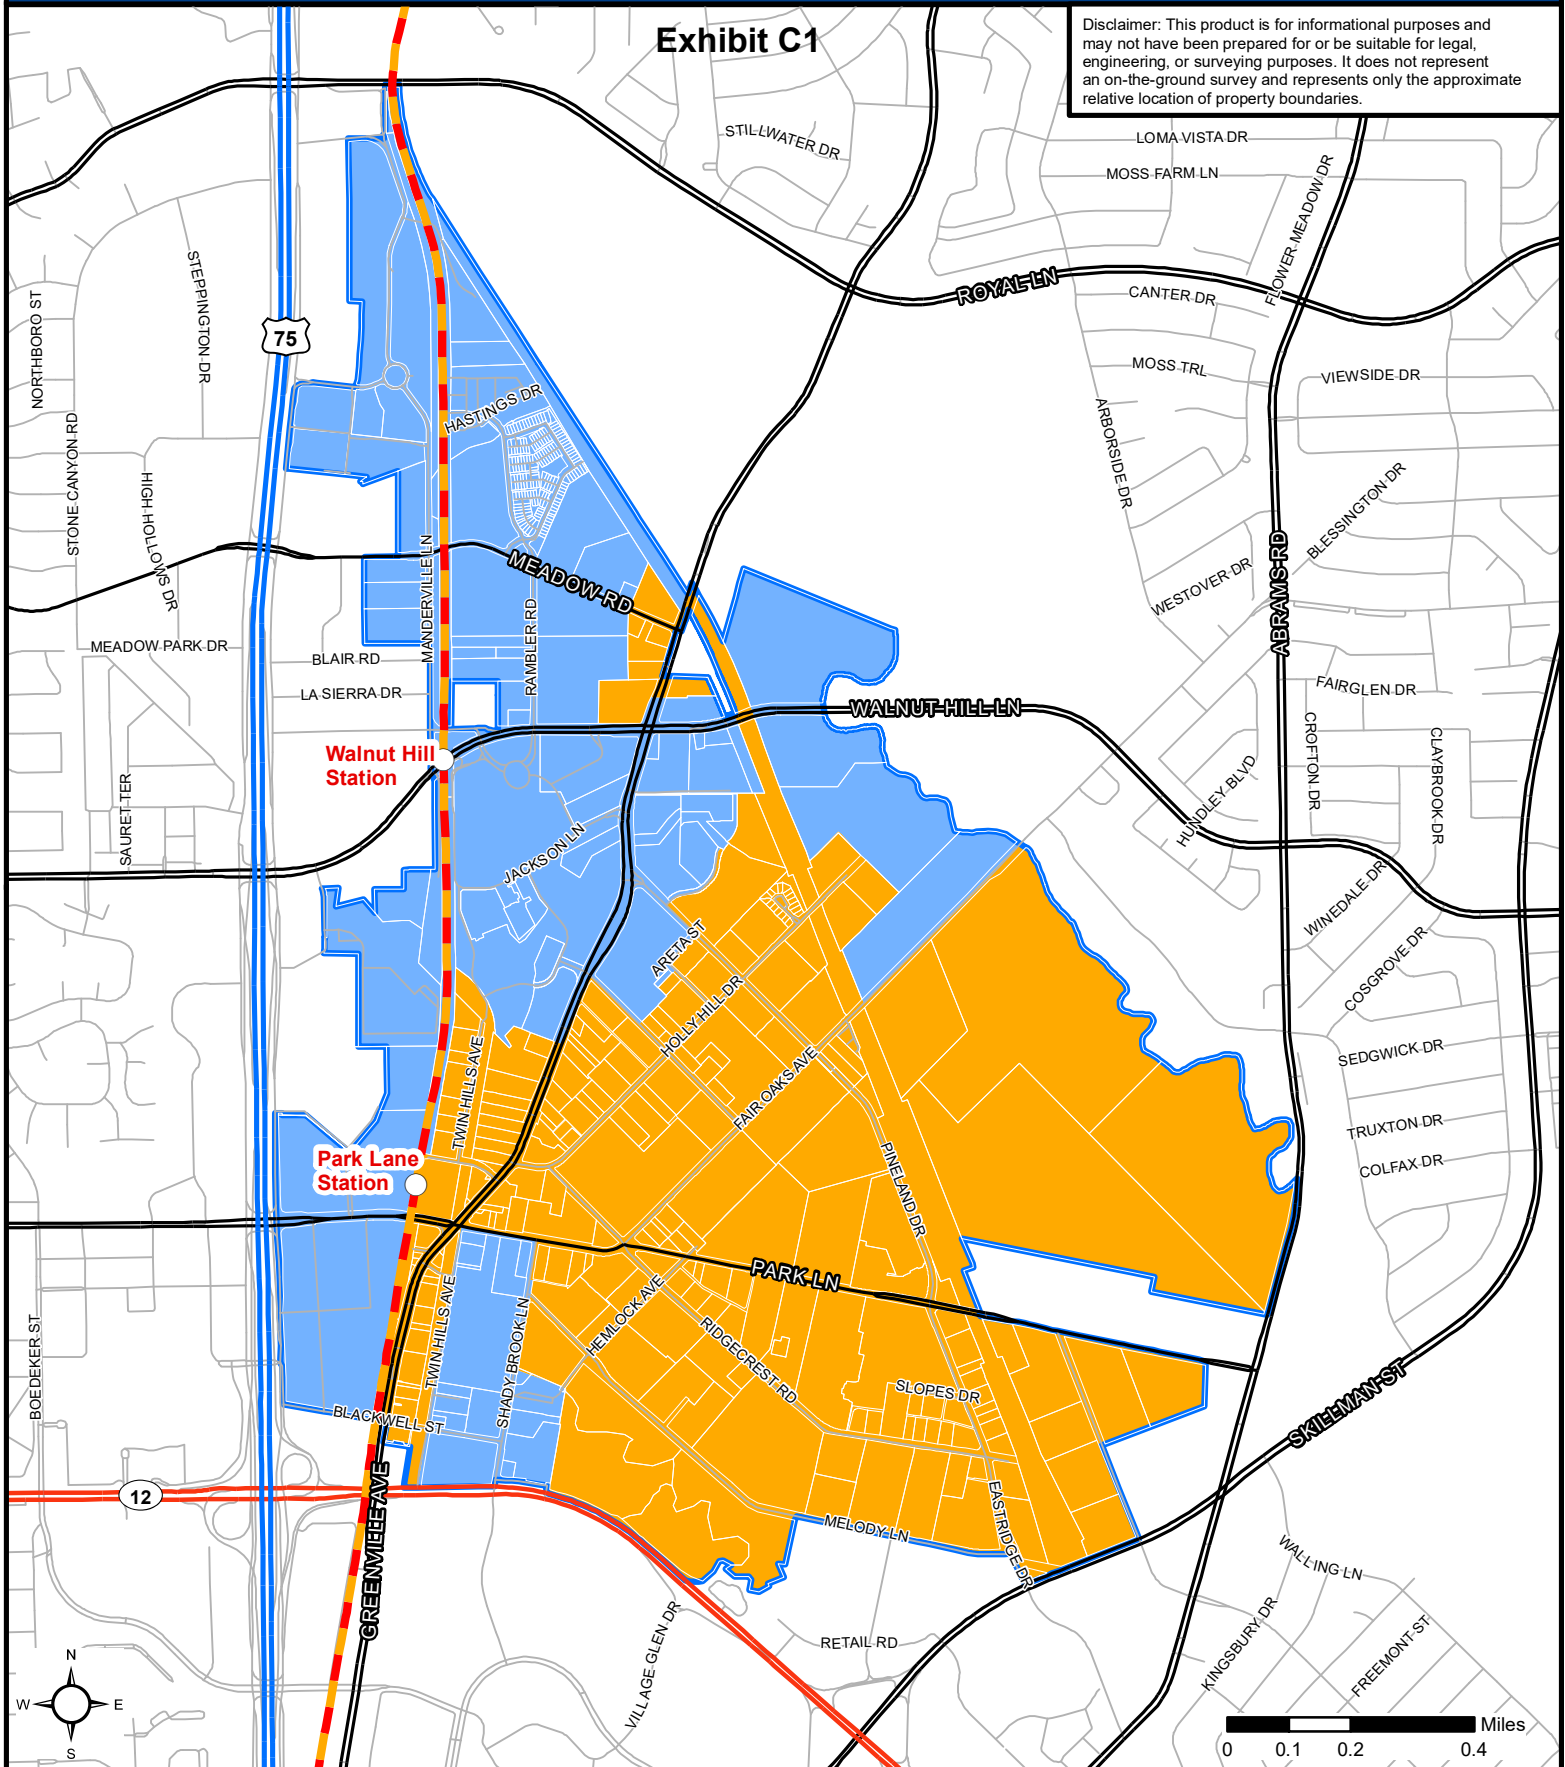 Exhibit C1
Disclaimer: This product is for informational purposes and
may not have been prepared for or be suitable for legal,
engineering, or surveying purposes. It does not represent
an on-the-ground survey and represents only the approximate
relative location of property boundaries.
STILLWATER DR
LOMA VISTA DR
MOSS FARM LN
FLOWER MEADOW DR
STEPPINGTON DR
NORTHBORO ST
75
ROYAL LN
CANTER DR
MOSS TRL
VIEWSIDE DR
HASTINGS DR
ARBORSIDE DR
STONE CANYON RD
HIGH HOLLOWS DR
BLESSINGTON DR
MANDERVILLE LN
MEADOW RD
WESTOVER DR
ABRAMS RD
RAMBLER RD
MEADOW PARK DR
BLAIR RD
LA SIERRA DR
FAIRGLEN DR
WALNUT HILL LN
CROFTON DR
CLAYBROOK DR
Walnut Hill
Station
SAURET TER
HUNDLEY BLVD
JACKSON LN
WINEDALE DR
ARETA ST
COSGROVE DR
HOLLY HILL DR
SEDGWICK DR
TWIN HILLS AVE
FAIR OAKS AVE
TRUXTON DR
COLFAX DR
Park Lane
Station
PINELAND DR
PARK LN
TWIN HILLS AVE
SHADY BROOK LN
HEMLOCK AVE
RIDGECREST RD
BOEDEKER ST
SLOPES DR
BLACKWELL ST
SKILLMAN ST
12
GREENVILLE AVE
MELODY LN
EASTRIDGE DR
WALLING LN
RETAIL RD
VILLAGE GLEN DR
KINGSBURY DR
FREEMONT ST
N
W
E
S
Miles
0 0.1 0.2 0.4